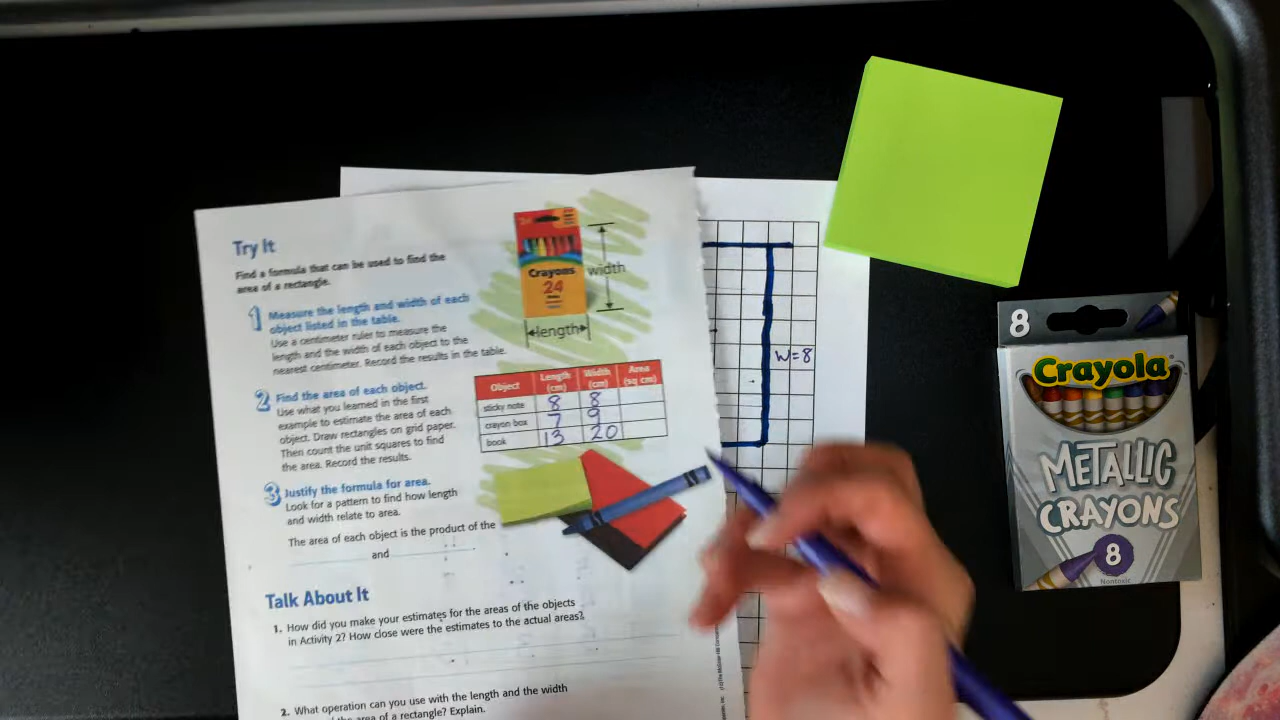 Try It
Find a formula that can be used to find the
area of a rectangle.
1 Measure the length and width of each
object listed in the table.
Use a centimeter ruler to measure the
length and the width of each object to the
nearest centimeter. Record the results in the table.
2 Find the area of each object.
Use what you learned in the first
example to estimate the area of each
object. Draw rectangles on grid paper.
Then count the unit squares to find
the area. Record the results.
3 Justify the formula for area.
Look for a pattern to find how length
and width relate to area.
The area of each object is the product of the
and
Crayons
24
width
length
Object Length (cm) Width (cm) Area (sq cm)
sticky note 8 8
crayon box 7 9
book 13 20
Talk About It
1. How did you make your estimates for the areas of the objects
in Activity 2? How close were the estimates to the actual areas?
2. What operation can you use with the length and the width
area of a rectangle? Explain.
W=8
8
Crayola
METALLIC
CRAYONS
8
Nontoxic